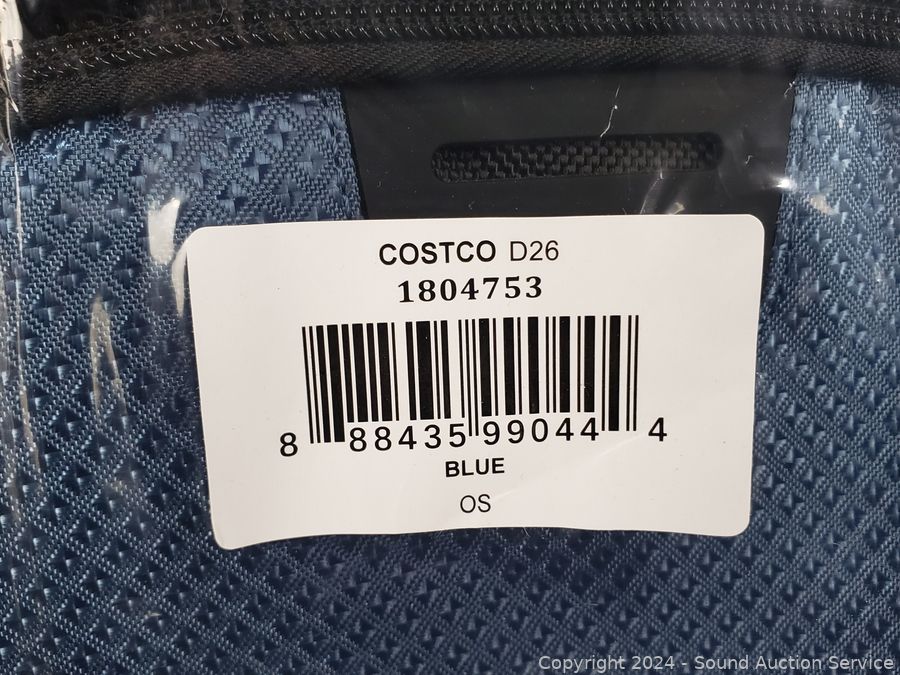 COSTCO D26
1804753
8 88435 99044 4
BLUE
OS
Copyright 2024 - Sound Auction Service